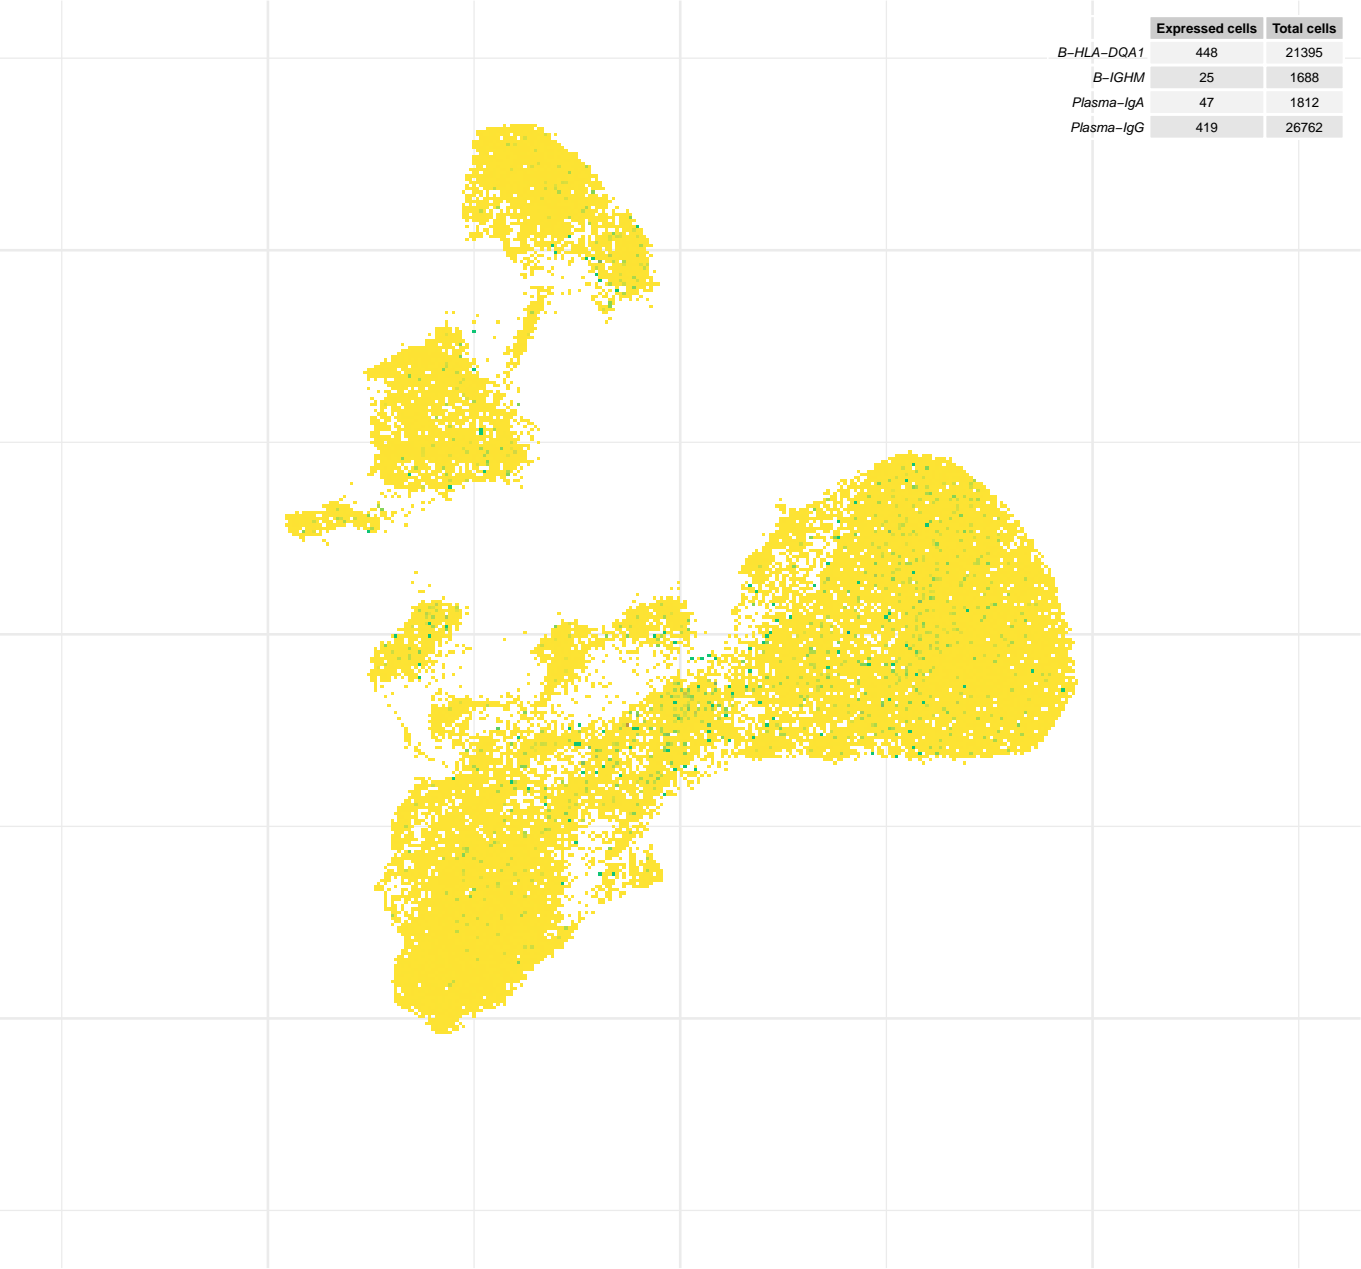 Expressed cells Total cells
B−HLA−DQA1 448 21395
B−IGHM 25 1688
Plasma−IgA 47 1812
Plasma−IgG 419 26762